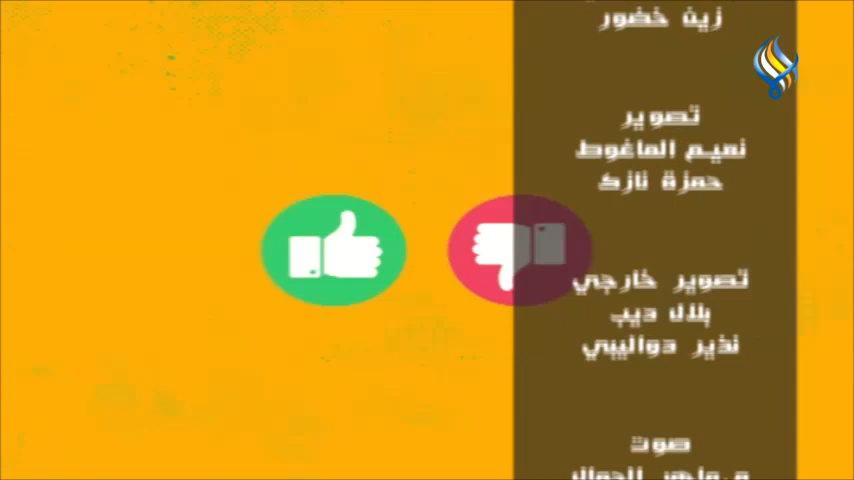 زينة خضور
تصوير
نعيم الماغوط
حمزة نازك
تصوير خارجي
بلال ديب
نذير دواليبي
صوت